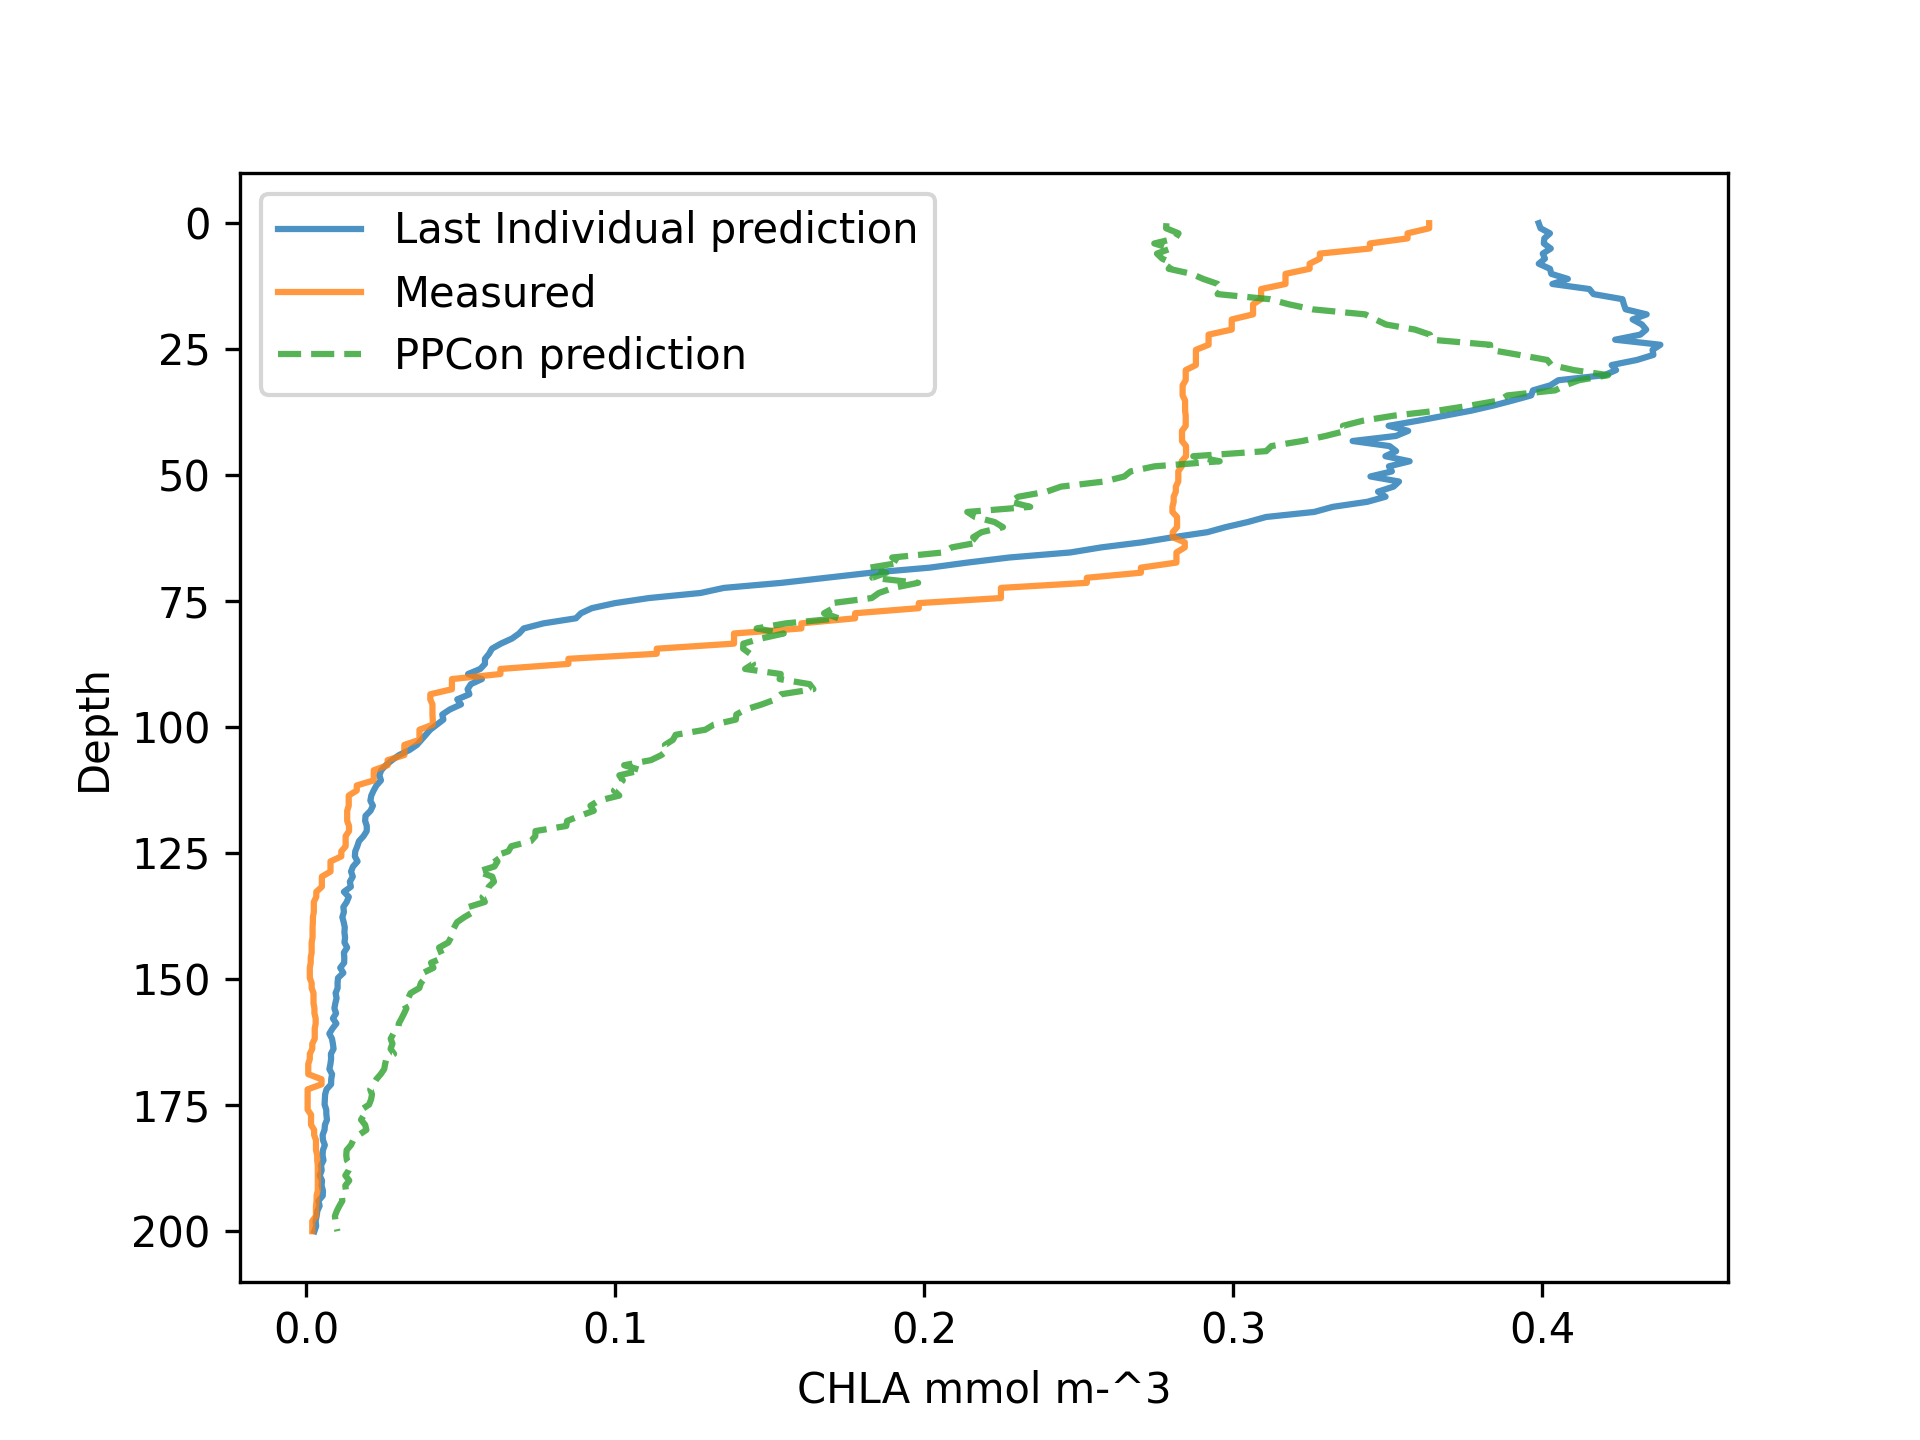 Last Individual prediction
Measured
PPCon prediction
0
25
50
75
100
125
150
175
200
Depth
0.0 0.1 0.2 0.3 0.4
CHLA mmol m-^3